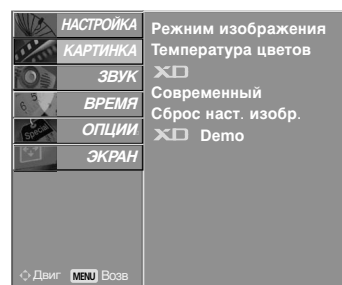 НАСТРОЙКА
КАРТИНКА
ЗВУК
ВРЕМЯ
ОПЦИИ
ЭКРАН
Режним изображения
Температура цветов
XD
Современный
Сброс наст. изобр.
XD Demo
Двиг MENU Возв